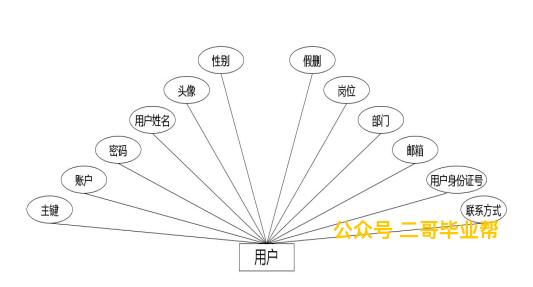 性别
假删
头像
岗位
用户姓名
部门
密码
邮箱
账户
用户身份证号
主键
联系方式
公众号 二哥毕业帮
用户